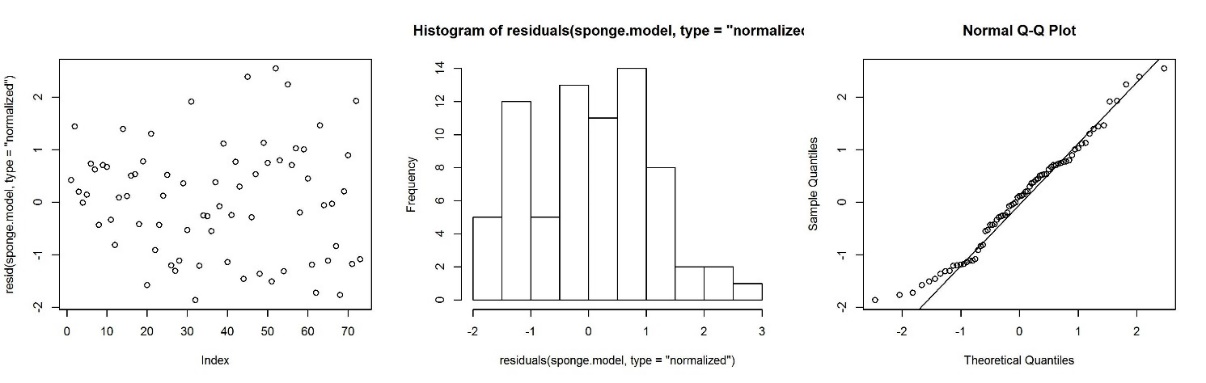 resid(sponge.model, type = "normalized")
2
1
0
-1
-2
0 10 20 30 40 50 60 70
Index
Histogram of residuals(sponge.model, type = "normalized
Frequency
14
12
10
8
6
4
2
0
-2 -1 0 1 2 3
residuals(sponge.model, type = "normalized")
Normal Q-Q Plot
Sample Quantiles
2
1
0
-1
-2
-2 -1 0 1 2
Theoretical Quantiles